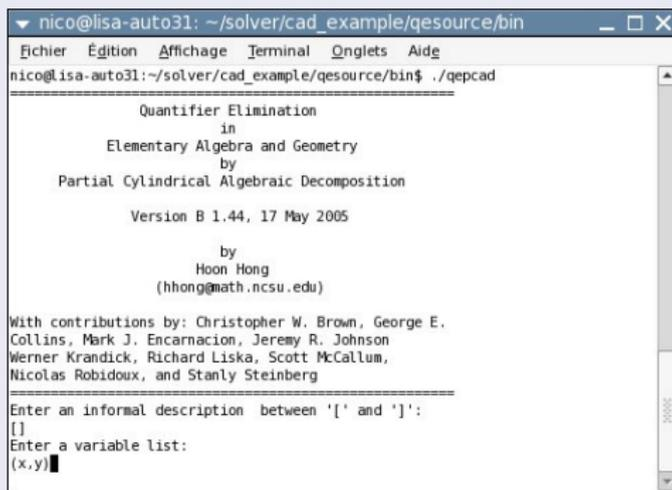 nico@lisa-auto31: ~/solver/cad_example/qesource/bin
Fichier Édition Affichage Terminal Onglets Aide
nico@lisa-auto31:~/solver/cad_example/qesource/bin$ ./qepcad
=======================================================
Quantifier Elimination
in
Elementary Algebra and Geometry
by
Partial Cylindrical Algebraic Decomposition
Version B 1.44, 17 May 2005
by
Hoon Hong
(hhong@math.ncsu.edu)
With contributions by: Christopher W. Brown, George E.
Collins, Mark J. Encarnacion, Jeremy R. Johnson
Werner Krandick, Richard Liska, Scott McCallum,
Nicolas Robidoux, and Stanly Steinberg
=======================================================
Enter an informal description  between '[' and ']':
[]
Enter a variable list:
(x,y)